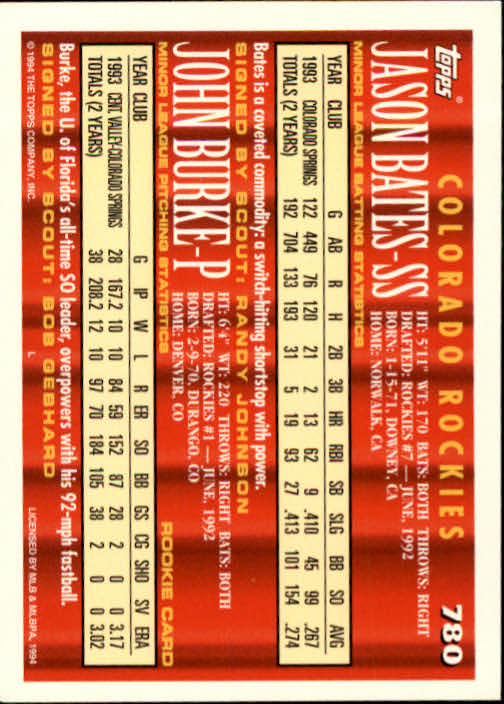 Topps®
COLORADO ROCKIES
780
JASON BATES-SS
HT: 5'11" WT: 170 BATS: BOTH THROWS: RIGHT
DRAFTED: ROCKIES #7 — JUNE, 1992
BORN: 1-15-71, DOWNEY, CA
HOME: NORWALK, CA
MINOR LEAGUE BATTING STATISTICS
YEAR CLUB G AB R H 2B 3B HR RBI SB SLG BB SO AVG
1993 COLORADO SPRINGS 122 449 76 120 21 2 13 62 9 .410 45 99 .267
TOTALS (2 YEARS) 192 704 133 193 31 5 19 93 27 .413 101 154 .274
Bates is a coveted commodity: a switch-hitting shortstop with power.
SIGNED BY SCOUT: RANDY JOHNSON
JOHN BURKE-P
HT: 6'4" WT: 220 THROWS: RIGHT BATS: BOTH
DRAFTED: ROCKIES #1 — JUNE, 1992
BORN: 2-9-70, DURANGO, CO
HOME: DENVER, CO
MINOR LEAGUE PITCHING STATISTICS
ROOKIE CARD
YEAR CLUB G IP W L R ER SO BB GS CG SHO SV ERA
1993 CENT. VALLEY-COLORADO SPRINGS 28 167.2 10 10 84 59 152 87 28 2 0 0 3.17
TOTALS (2 YEARS) 38 208.2 12 10 97 70 184 105 38 2 0 0 3.02
Burke, the U. of Florida's all-time SO leader, overpowers with his 92-mph fastball.
SIGNED BY SCOUT: BOB GEBHARD
© 1994 THE TOPPS COMPANY, INC.
L
LICENSED BY MLB & MLBPA, 1994